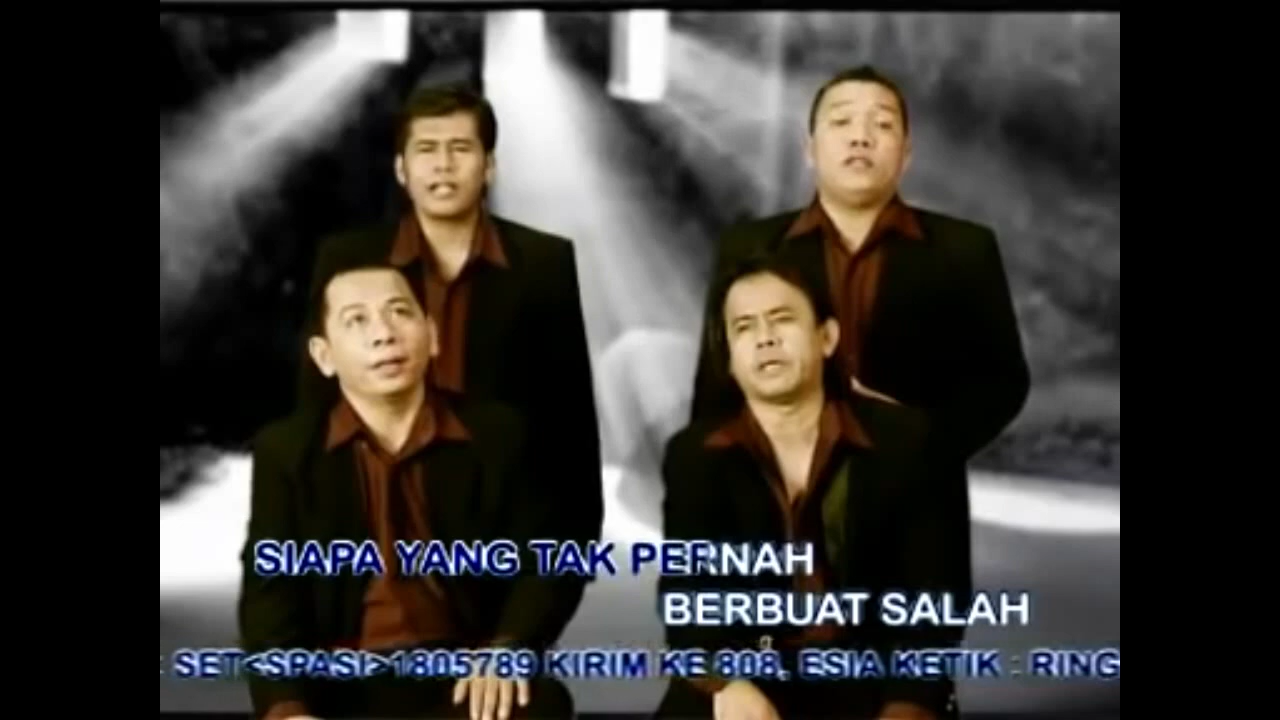 SIAPA YANG TAK PERNAH
BERBUAT SALAH
: SET<SPASI>1805789 KIRIM KE 808, ESIA KETIK : RING